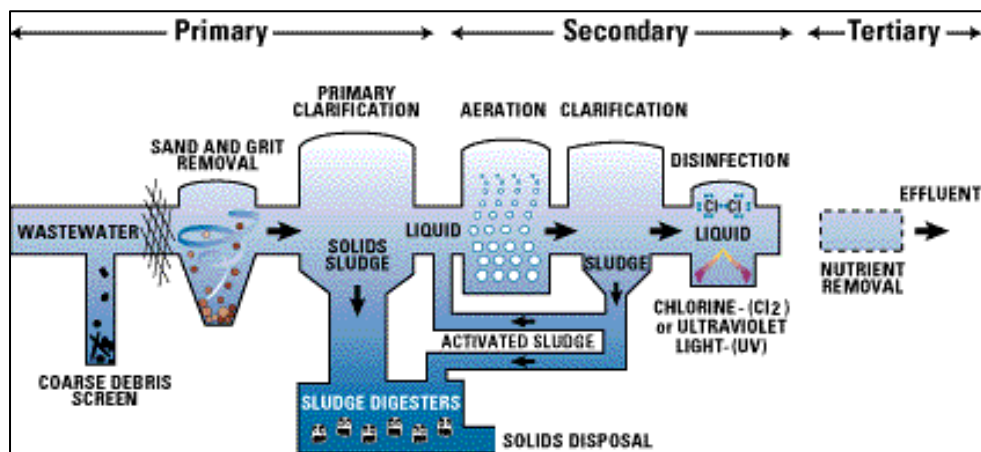 Primary
Secondary
Tertiary
PRIMARY
CLARIFICATION
AERATION
CLARIFICATION
SAND AND GRIT
REMOVAL
DISINFECTION
EFFLUENT
Cl-Cl
WASTEWATER
LIQUID
LIQUID
SOLIDS
SLUDGE
SLUDGE
NUTRIENT
REMOVAL
CHLORINE-(Cl2)
or ULTRAVIOLET
LIGHT-(UV)
ACTIVATED SLUDGE
COARSE DEBRIS
SCREEN
SLUDGE DIGESTERS
SOLIDS DISPOSAL